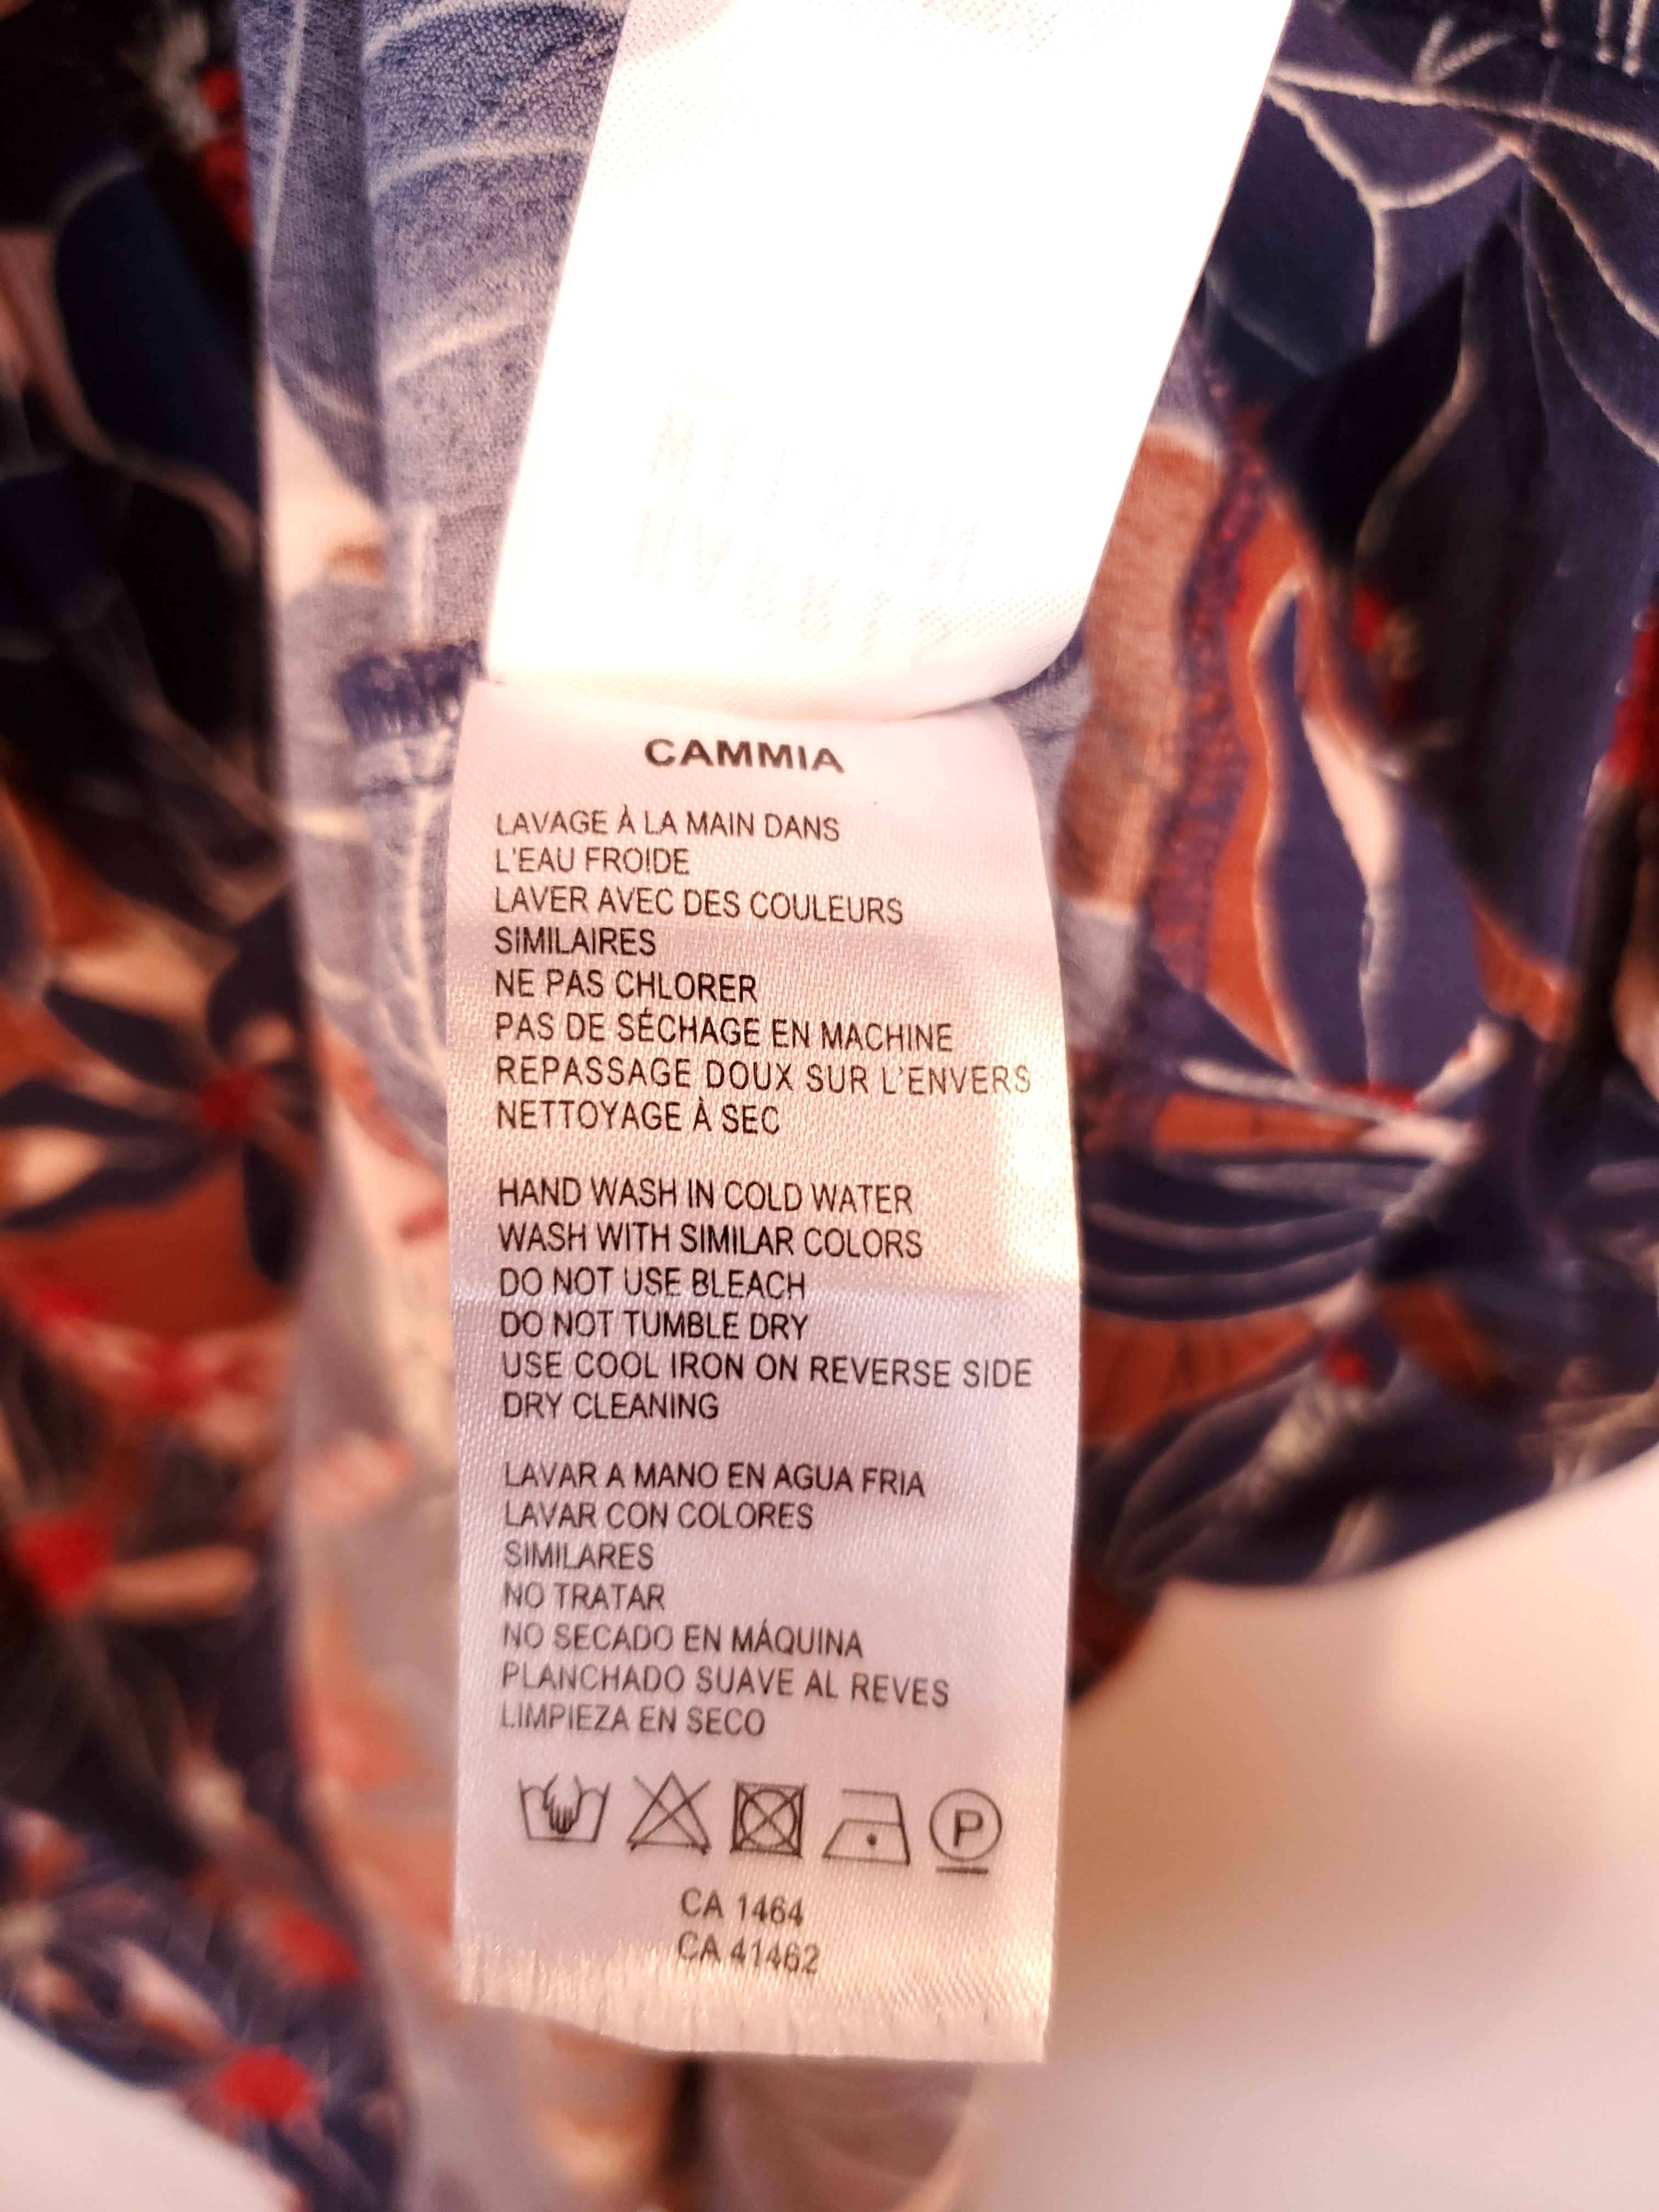 CAMMIA
LAVAGE À LA MAIN DANS
L'EAU FROIDE
LAVER AVEC DES COULEURS
SIMILAIRES
NE PAS CHLORER
PAS DE SÉCHAGE EN MACHINE
REPASSAGE DOUX SUR L'ENVERS
NETTOYAGE À SEC
HAND WASH IN COLD WATER
WASH WITH SIMILAR COLORS
DO NOT USE BLEACH
DO NOT TUMBLE DRY
USE COOL IRON ON REVERSE SIDE
DRY CLEANING
LAVAR A MANO EN AGUA FRIA
LAVAR CON COLORES
SIMILARES
NO TRATAR
NO SECADO EN MÁQUINA
PLANCHADO SUAVE AL REVES
LIMPIEZA EN SECO
P
CA 1464
CA 41462